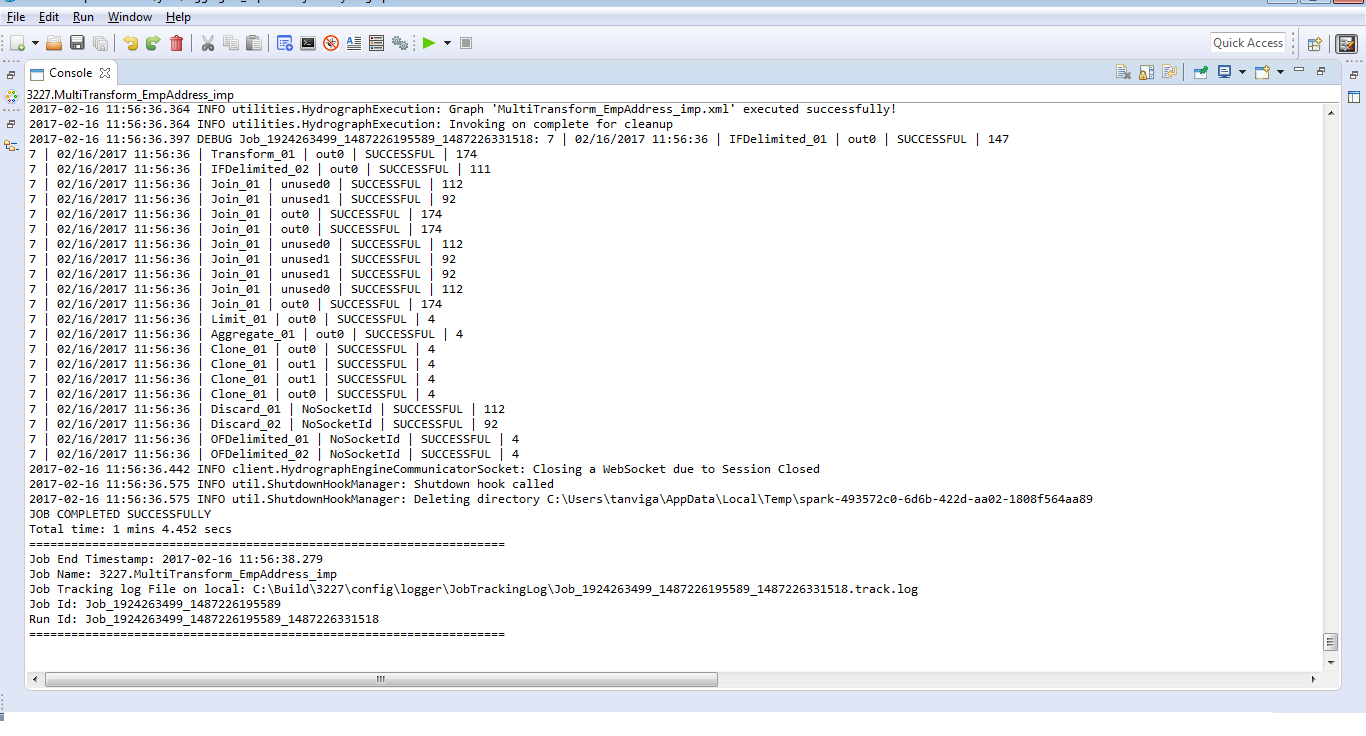 File Edit Run Window Help
Quick Access
Console
3227.MultiTransform_EmpAddress_imp
2017-02-16 11:56:36.364 INFO utilities.HydrographExecution: Graph 'MultiTransform_EmpAddress_imp.xml' executed successfully!
2017-02-16 11:56:36.364 INFO utilities.HydrographExecution: Invoking on complete for cleanup
2017-02-16 11:56:36.397 DEBUG Job_1924263499_1487226195589_1487226331518: 7 | 02/16/2017 11:56:36 | IFDelimited_01 | out0 | SUCCESSFUL | 147
7 | 02/16/2017 11:56:36 | Transform_01 | out0 | SUCCESSFUL | 174
7 | 02/16/2017 11:56:36 | IFDelimited_02 | out0 | SUCCESSFUL | 111
7 | 02/16/2017 11:56:36 | Join_01 | unused0 | SUCCESSFUL | 112
7 | 02/16/2017 11:56:36 | Join_01 | unused1 | SUCCESSFUL | 92
7 | 02/16/2017 11:56:36 | Join_01 | out0 | SUCCESSFUL | 174
7 | 02/16/2017 11:56:36 | Join_01 | out0 | SUCCESSFUL | 174
7 | 02/16/2017 11:56:36 | Join_01 | unused0 | SUCCESSFUL | 112
7 | 02/16/2017 11:56:36 | Join_01 | unused1 | SUCCESSFUL | 92
7 | 02/16/2017 11:56:36 | Join_01 | unused1 | SUCCESSFUL | 92
7 | 02/16/2017 11:56:36 | Join_01 | unused0 | SUCCESSFUL | 112
7 | 02/16/2017 11:56:36 | Join_01 | out0 | SUCCESSFUL | 174
7 | 02/16/2017 11:56:36 | Limit_01 | out0 | SUCCESSFUL | 4
7 | 02/16/2017 11:56:36 | Aggregate_01 | out0 | SUCCESSFUL | 4
7 | 02/16/2017 11:56:36 | Clone_01 | out0 | SUCCESSFUL | 4
7 | 02/16/2017 11:56:36 | Clone_01 | out1 | SUCCESSFUL | 4
7 | 02/16/2017 11:56:36 | Clone_01 | out1 | SUCCESSFUL | 4
7 | 02/16/2017 11:56:36 | Clone_01 | out0 | SUCCESSFUL | 4
7 | 02/16/2017 11:56:36 | Discard_01 | NoSocketId | SUCCESSFUL | 112
7 | 02/16/2017 11:56:36 | Discard_02 | NoSocketId | SUCCESSFUL | 92
7 | 02/16/2017 11:56:36 | OFDelimited_01 | NoSocketId | SUCCESSFUL | 4
7 | 02/16/2017 11:56:36 | OFDelimited_02 | NoSocketId | SUCCESSFUL | 4
2017-02-16 11:56:36.442 INFO client.HydrographEngineCommunicatorSocket: Closing a WebSocket due to Session Closed
2017-02-16 11:56:36.575 INFO util.ShutdownHookManager: Shutdown hook called
2017-02-16 11:56:36.575 INFO util.ShutdownHookManager: Deleting directory C:\Users\tanviga\AppData\Local\Temp\spark-493572c0-6d6b-422d-aa02-1808f564aa89
JOB COMPLETED SUCCESSFULLY
Total time: 1 mins 4.452 secs
====================================================================
Job End Timestamp: 2017-02-16 11:56:38.279
Job Name: 3227.MultiTransform_EmpAddress_imp
Job Tracking log File on local: C:\Build\3227\config\logger\JobTrackingLog\Job_1924263499_1487226195589_1487226331518.track.log
Job Id: Job_1924263499_1487226195589
Run Id: Job_1924263499_1487226195589_1487226331518
====================================================================